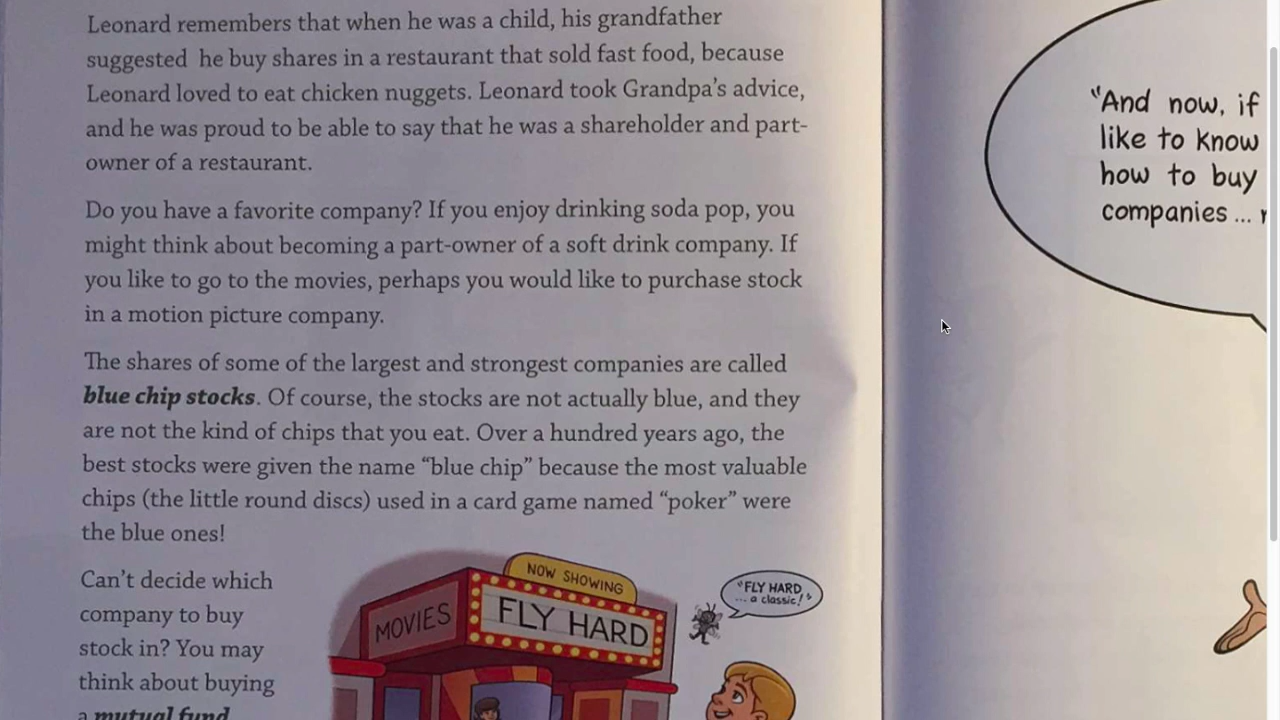 Leonard remembers that when he was a child, his grandfather
suggested he buy shares in a restaurant that sold fast food, because
Leonard loved to eat chicken nuggets. Leonard took Grandpa's advice,
and he was proud to be able to say that he was a shareholder and part-
owner of a restaurant.
Do you have a favorite company? If you enjoy drinking soda pop, you
might think about becoming a part-owner of a soft drink company. If
you like to go to the movies, perhaps you would like to purchase stock
in a motion picture company.
The shares of some of the largest and strongest companies are called
blue chip stocks. Of course, the stocks are not actually blue, and they
are not the kind of chips that you eat. Over a hundred years ago, the
best stocks were given the name “blue chip” because the most valuable
chips (the little round discs) used in a card game named “poker” were
the blue ones!
Can't decide which
company to buy
stock in? You may
think about buying
a mutual fund
NOW SHOWING
MOVIES
FLY HARD
"FLY HARD
... a classic!"
"And now, if
like to know
how to buy
companies ...